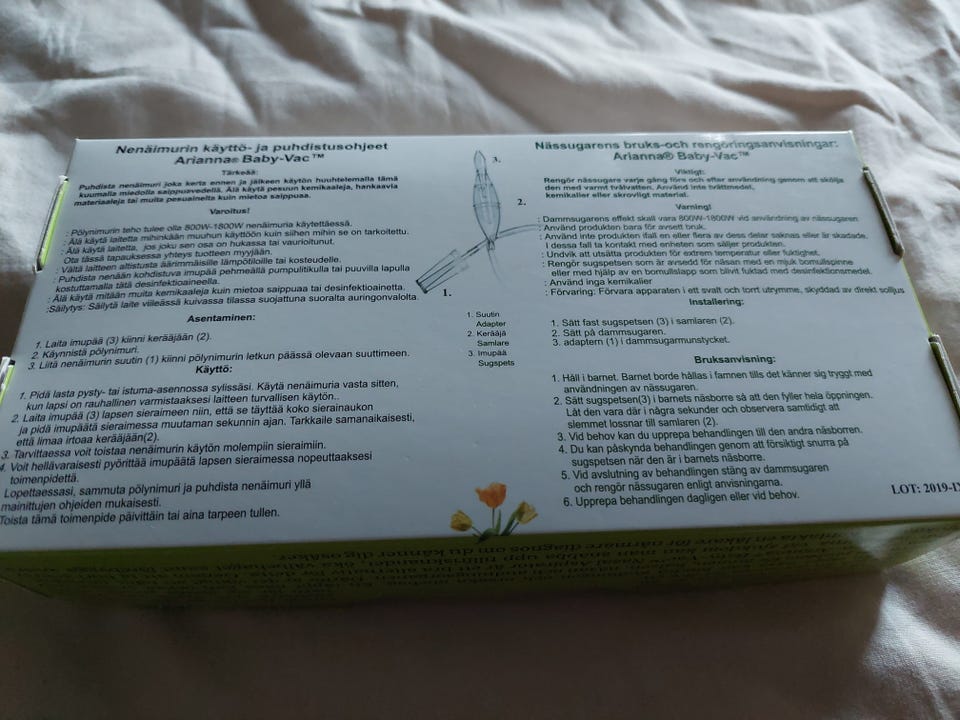 Nenäimurin käyttö- ja puhdistusohjeet
Arianna® Baby-Vac™
Tärkeää:
Puhdista nenäimuri joka kerta ennen ja jälkeen käytön huuhtelemalla tämä
kuumalla miedolla saippuavedellä. Älä käytä pesuun kemikaaleja, hankaavia
materiaaleja tai muita pesuaineita kuin mietoa saippuaa.
Varoitus!
: Pölynimurin teho tulee olla 800W-1800W nenäimuria käytettäessä.
: Älä käytä laitetta mihinkään muuhun käyttöön kuin siihen mihin se on tarkoitettu.
: Älä käytä laitetta, jos joku sen osa on hukassa tai vaurioitunut.
Ota tässä tapauksessa yhteys tuotteen myyjään.
: Vältä laitteen altistusta äärimmäisille lämpötiloille tai kosteudelle.
: Puhdista nenään kohdistuva imupää pehmeällä pumpulitikulla tai puuvilla lapulla
kostuttamalla tätä desinfektioaineella.
: Älä käytä mitään muita kemikaaleja kuin mietoa saippuaa tai desinfektioainetta.
:Säilytys: Säilytä laite viileässä kuivassa tilassa suojattuna suoralta auringonvalolta.
Asentaminen:
1. Laita imupää (3) kiinni kerääjään (2).
2. Käynnistä pölynimuri.
3. Liitä nenäimurin suutin (1) kiinni pölynimurin letkun päässä olevaan suuttimeen.
Käyttö:
1. Pidä lasta pysty- tai istuma-asennossa sylissäsi. Käytä nenäimuria vasta sitten,
kun lapsi on rauhallinen varmistaaksesi laitteen turvallisen käytön..
2. Laita imupää (3) lapsen sieraimeen niin, että se täyttää koko sierainaukon
ja pidä imupäätä sieraimessa muutaman sekunnin ajan. Tarkkaile samanaikaisesti,
että limaa irtoaa kerääjään(2).
3. Tarvittaessa voit toistaa nenäimurin käytön molempiin sieraimiin.
4. Voit hellävaraisesti pyörittää imupäätä lapsen sieraimessa nopeuttaaksesi
toimenpidettä.
Lopettaessasi, sammuta pölynimuri ja puhdista nenäimuri yllä
mainittujen ohjeiden mukaisesti.
Toista tämä toimenpide päivittäin tai aina tarpeen tullen.
3.
2.
1.
1. Suutin
Adapter
2. Kerääjä
Samlare
3. Imupää
Sugspets
Nässugarens bruks-och rengöringsanvisningar:
Arianna® Baby-Vac™
Viktigt:
Rengör nässugaren varje gång före och efter användning genom att skölja
den med varmt tvålvatten. Använd inte tvättmedel,
kemikalier eller skrovligt material.
Varning!
: Dammsugarens effekt skall vara 800W-1800W vid användning av nässugaren
: Använd produkten bara för avsett bruk.
: Använd inte produkten ifall en eller flera av dess delar saknas eller är skadade.
I dessa fall ta kontakt med enheten som säljer produkten.
: Undvik att utsätta produkten för extrem temperatur eller fuktighet.
: Rengör sugspetsen som är avsedd för näsan med en mjuk bomullspinne
eller med hjälp av en bomullslapp som blivit fuktad med desinfektionsmedel.
: Använd inga kemikalier
: Förvaring: Förvara apparaten i ett svalt och torrt utrymme, skyddad av direkt solljus
Installering:
1. Sätt fast sugspetsen (3) i samlaren (2).
2. Sätt på dammsugaren.
3. adaptern (1) i dammsugarmunstycket.
Bruksanvisning:
1. Håll i barnet. Barnet borde hållas i famnen tills det känner sig tryggt med
användningen av nässugaren.
2. Sätt sugspetsen(3) i barnets näsborre så att den fyller hela öppningen.
Låt den vara där i några sekunder och observera samtidigt att
slemmet lossnar till samlaren (2).
3. Vid behov kan du upprepa behandlingen till den andra näsborren.
4. Du kan påskynda behandlingen genom att försiktigt snurra på
sugspetsen när den är i barnets näsborre.
5. Vid avslutning av behandlingen stäng av dammsugaren
och rengör nässugaren enligt anvisningarna.
6. Upprepa behandlingen dagligen eller vid behov.
LOT: 2019-IX